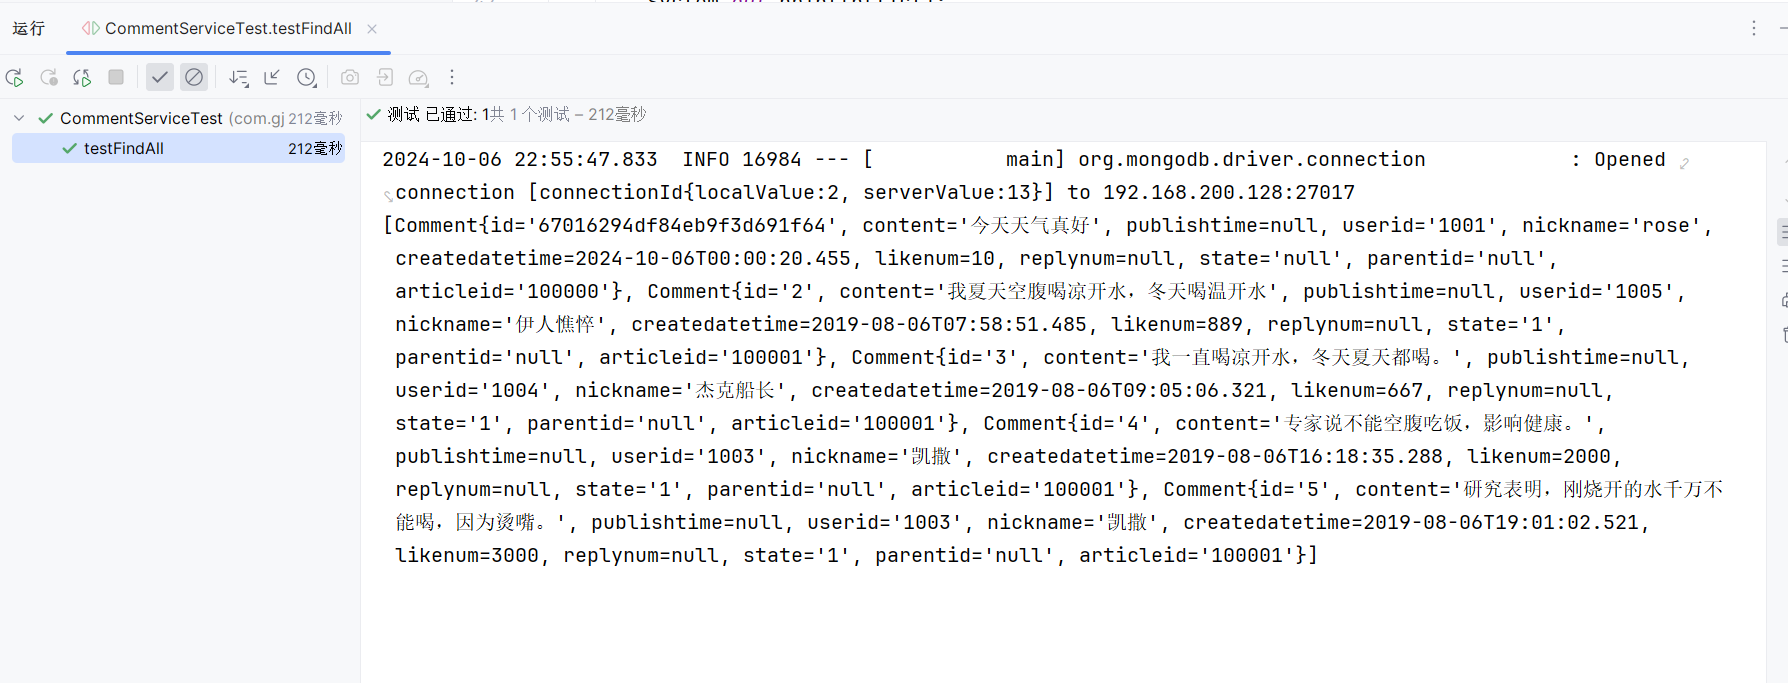 运行 CommentServiceTest.testFindAll
CommentServiceTest (com.gj 212毫秒
testFindAll 212毫秒
测试 已通过: 1共 1 个测试 – 212毫秒
2024-10-06 22:55:47.833  INFO 16984 --- [           main] org.mongodb.driver.connection            : Opened
connection [connectionId{localValue:2, serverValue:13}] to 192.168.200.128:27017
[Comment{id='67016294df84eb9f3d691f64', content='今天天气真好', publishtime=null, userid='1001', nickname='rose',
createdatetime=2024-10-06T00:00:20.455, likenum=10, replynum=null, state='null', parentid='null',
articleid='100000'}, Comment{id='2', content='我夏天空腹喝凉开水，冬天喝温开水', publishtime=null, userid='1005',
nickname='伊人憔悴', createdatetime=2019-08-06T07:58:51.485, likenum=889, replynum=null, state='1',
parentid='null', articleid='100001'}, Comment{id='3', content='我一直喝凉开水，冬天夏天都喝。', publishtime=null,
userid='1004', nickname='杰克船长', createdatetime=2019-08-06T09:05:06.321, likenum=667, replynum=null,
state='1', parentid='null', articleid='100001'}, Comment{id='4', content='专家说不能空腹吃饭，影响健康。',
publishtime=null, userid='1003', nickname='凯撒', createdatetime=2019-08-06T16:18:35.288, likenum=2000,
replynum=null, state='1', parentid='null', articleid='100001'}, Comment{id='5', content='研究表明，刚烧开的水千万不
能喝，因为烫嘴。', publishtime=null, userid='1003', nickname='凯撒', createdatetime=2019-08-06T19:01:02.521,
likenum=3000, replynum=null, state='1', parentid='null', articleid='100001'}]